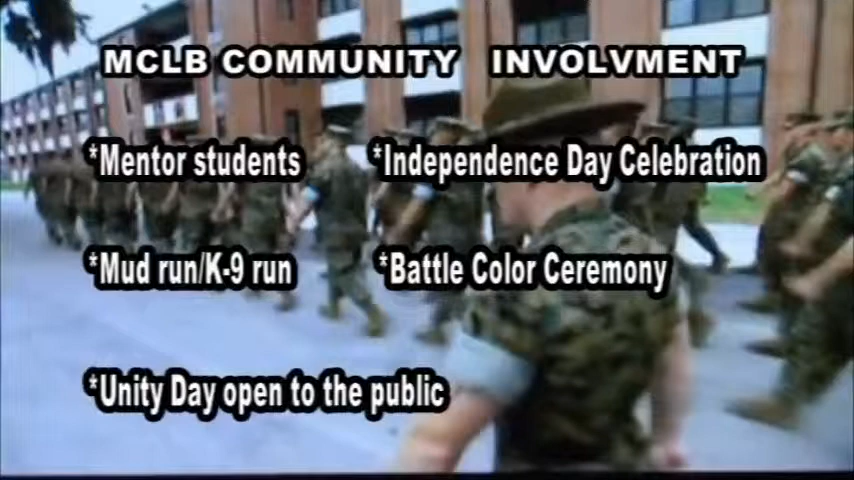 MCLB COMMUNITY INVOLVMENT
*Mentor students
*Independence Day Celebration
*Mud run/K-9 run
*Battle Color Ceremony
*Unity Day open to the public